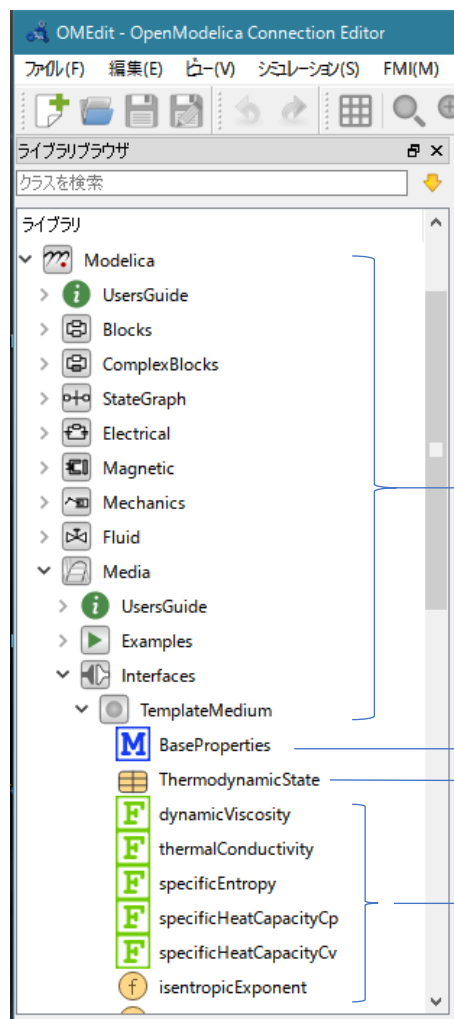 OMEdit - OpenModelica Connection Editor
ファイル(F) 編集(E) ビュー(V) シミュレーション(S) FMI(M)
ライブラリブラウザ
クラスを検索
ライブラリ
Modelica
UsersGuide
Blocks
ComplexBlocks
StateGraph
Electrical
Magnetic
Mechanics
Fluid
Media
UsersGuide
Examples
Interfaces
TemplateMedium
M BaseProperties
ThermodynamicState
F dynamicViscosity
F thermalConductivity
F specificEntropy
F specificHeatCapacityCp
F specificHeatCapacityCv
f isentropicExponent